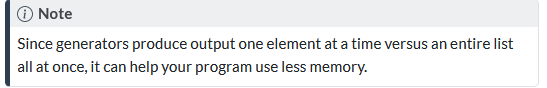 Note
Since generators produce output one element at a time versus an entire list
all at once, it can help your program use less memory.